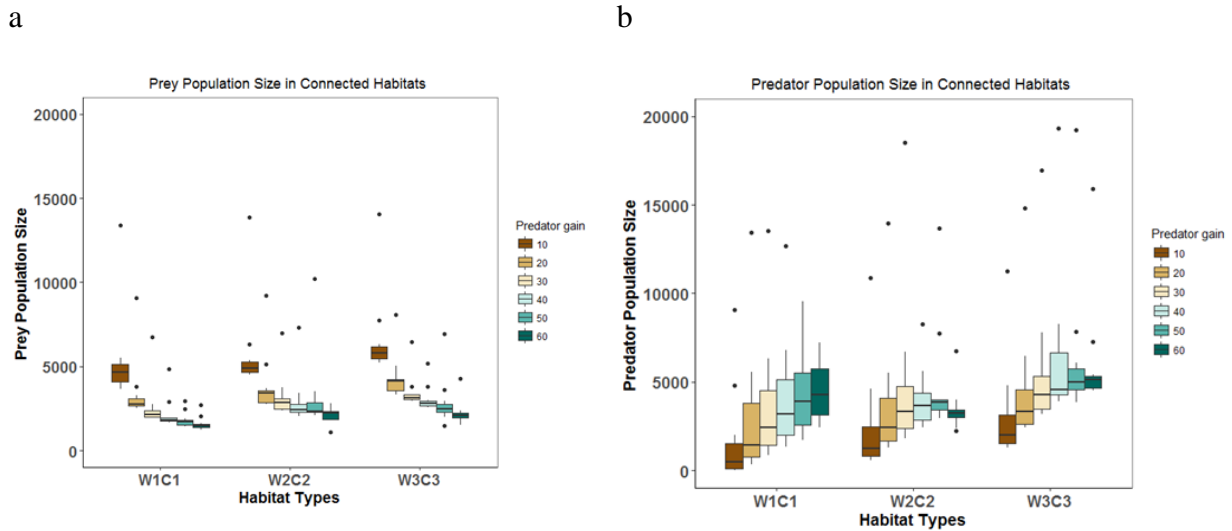 a
b
Prey Population Size in Connected Habitats
Prey Population Size
20000
15000
10000
5000
0
W1C1
W2C2
W3C3
Habitat Types
Predator gain
10
20
30
40
50
60
Predator Population Size in Connected Habitats
Predator Population Size
20000
15000
10000
5000
0
W1C1
W2C2
W3C3
Habitat Types
Predator gain
10
20
30
40
50
60